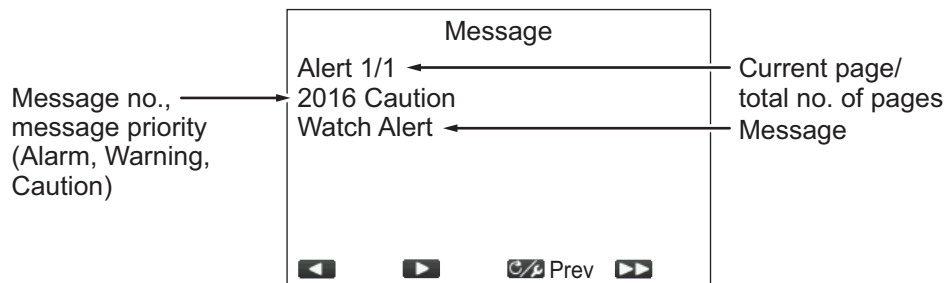 Message
Alert 1/1
2016 Caution
Watch Alert
Prev
Message no.,
message priority
(Alarm, Warning,
Caution)
Current page/
total no. of pages
Message